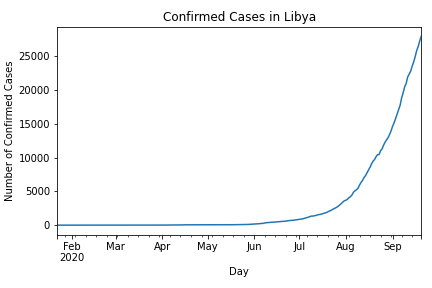 Confirmed Cases in Libya
Number of Confirmed Cases
25000
20000
15000
10000
5000
0
Feb Mar Apr May Jun Jul Aug Sep
2020
Day